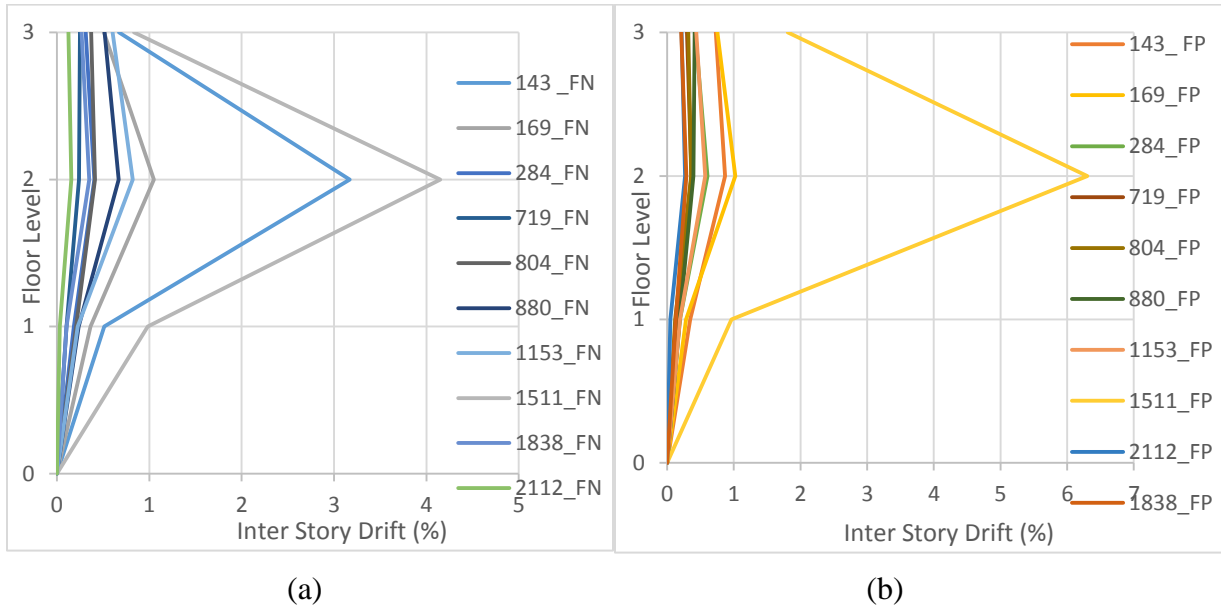 3
2
1
0
Floor Level
0 1 2 3 4 5
Inter Story Drift (%)
143 _FN
169_FN
284_FN
719_FN
804_FN
880_FN
1153_FN
1511_FN
1838_FN
2112_FN
(a)
3
2
1
0
Floor Level
0 1 2 3 4 5 6 7
Inter Story Drift (%)
143_FP
169_FP
284_FP
719_FP
804_FP
880_FP
1153_FP
1511_FP
2112_FP
1838_FP
(b)